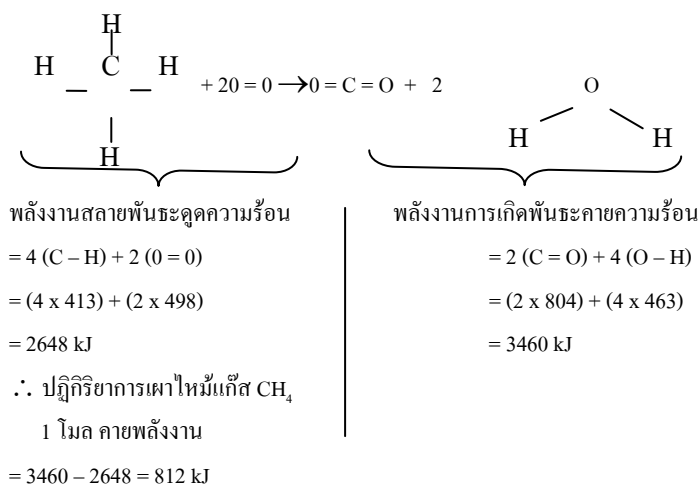 H
H C H
+ 20 = 0 → 0 = C = O + 2
O
H
H H
พลังงานสลายพันธะดูดความร้อน
= 4 (C – H) + 2 (0 = 0)
= (4 x 413) + (2 x 498)
= 2648 kJ
∴ ปฏิกิริยาการเผาไหม้แก๊ส CH₄
1 โมล คายพลังงาน
= 3460 – 2648 = 812 kJ
พลังงานการเกิดพันธะคายความร้อน
= 2 (C = O) + 4 (O – H)
= (2 x 804) + (4 x 463)
= 3460 kJ